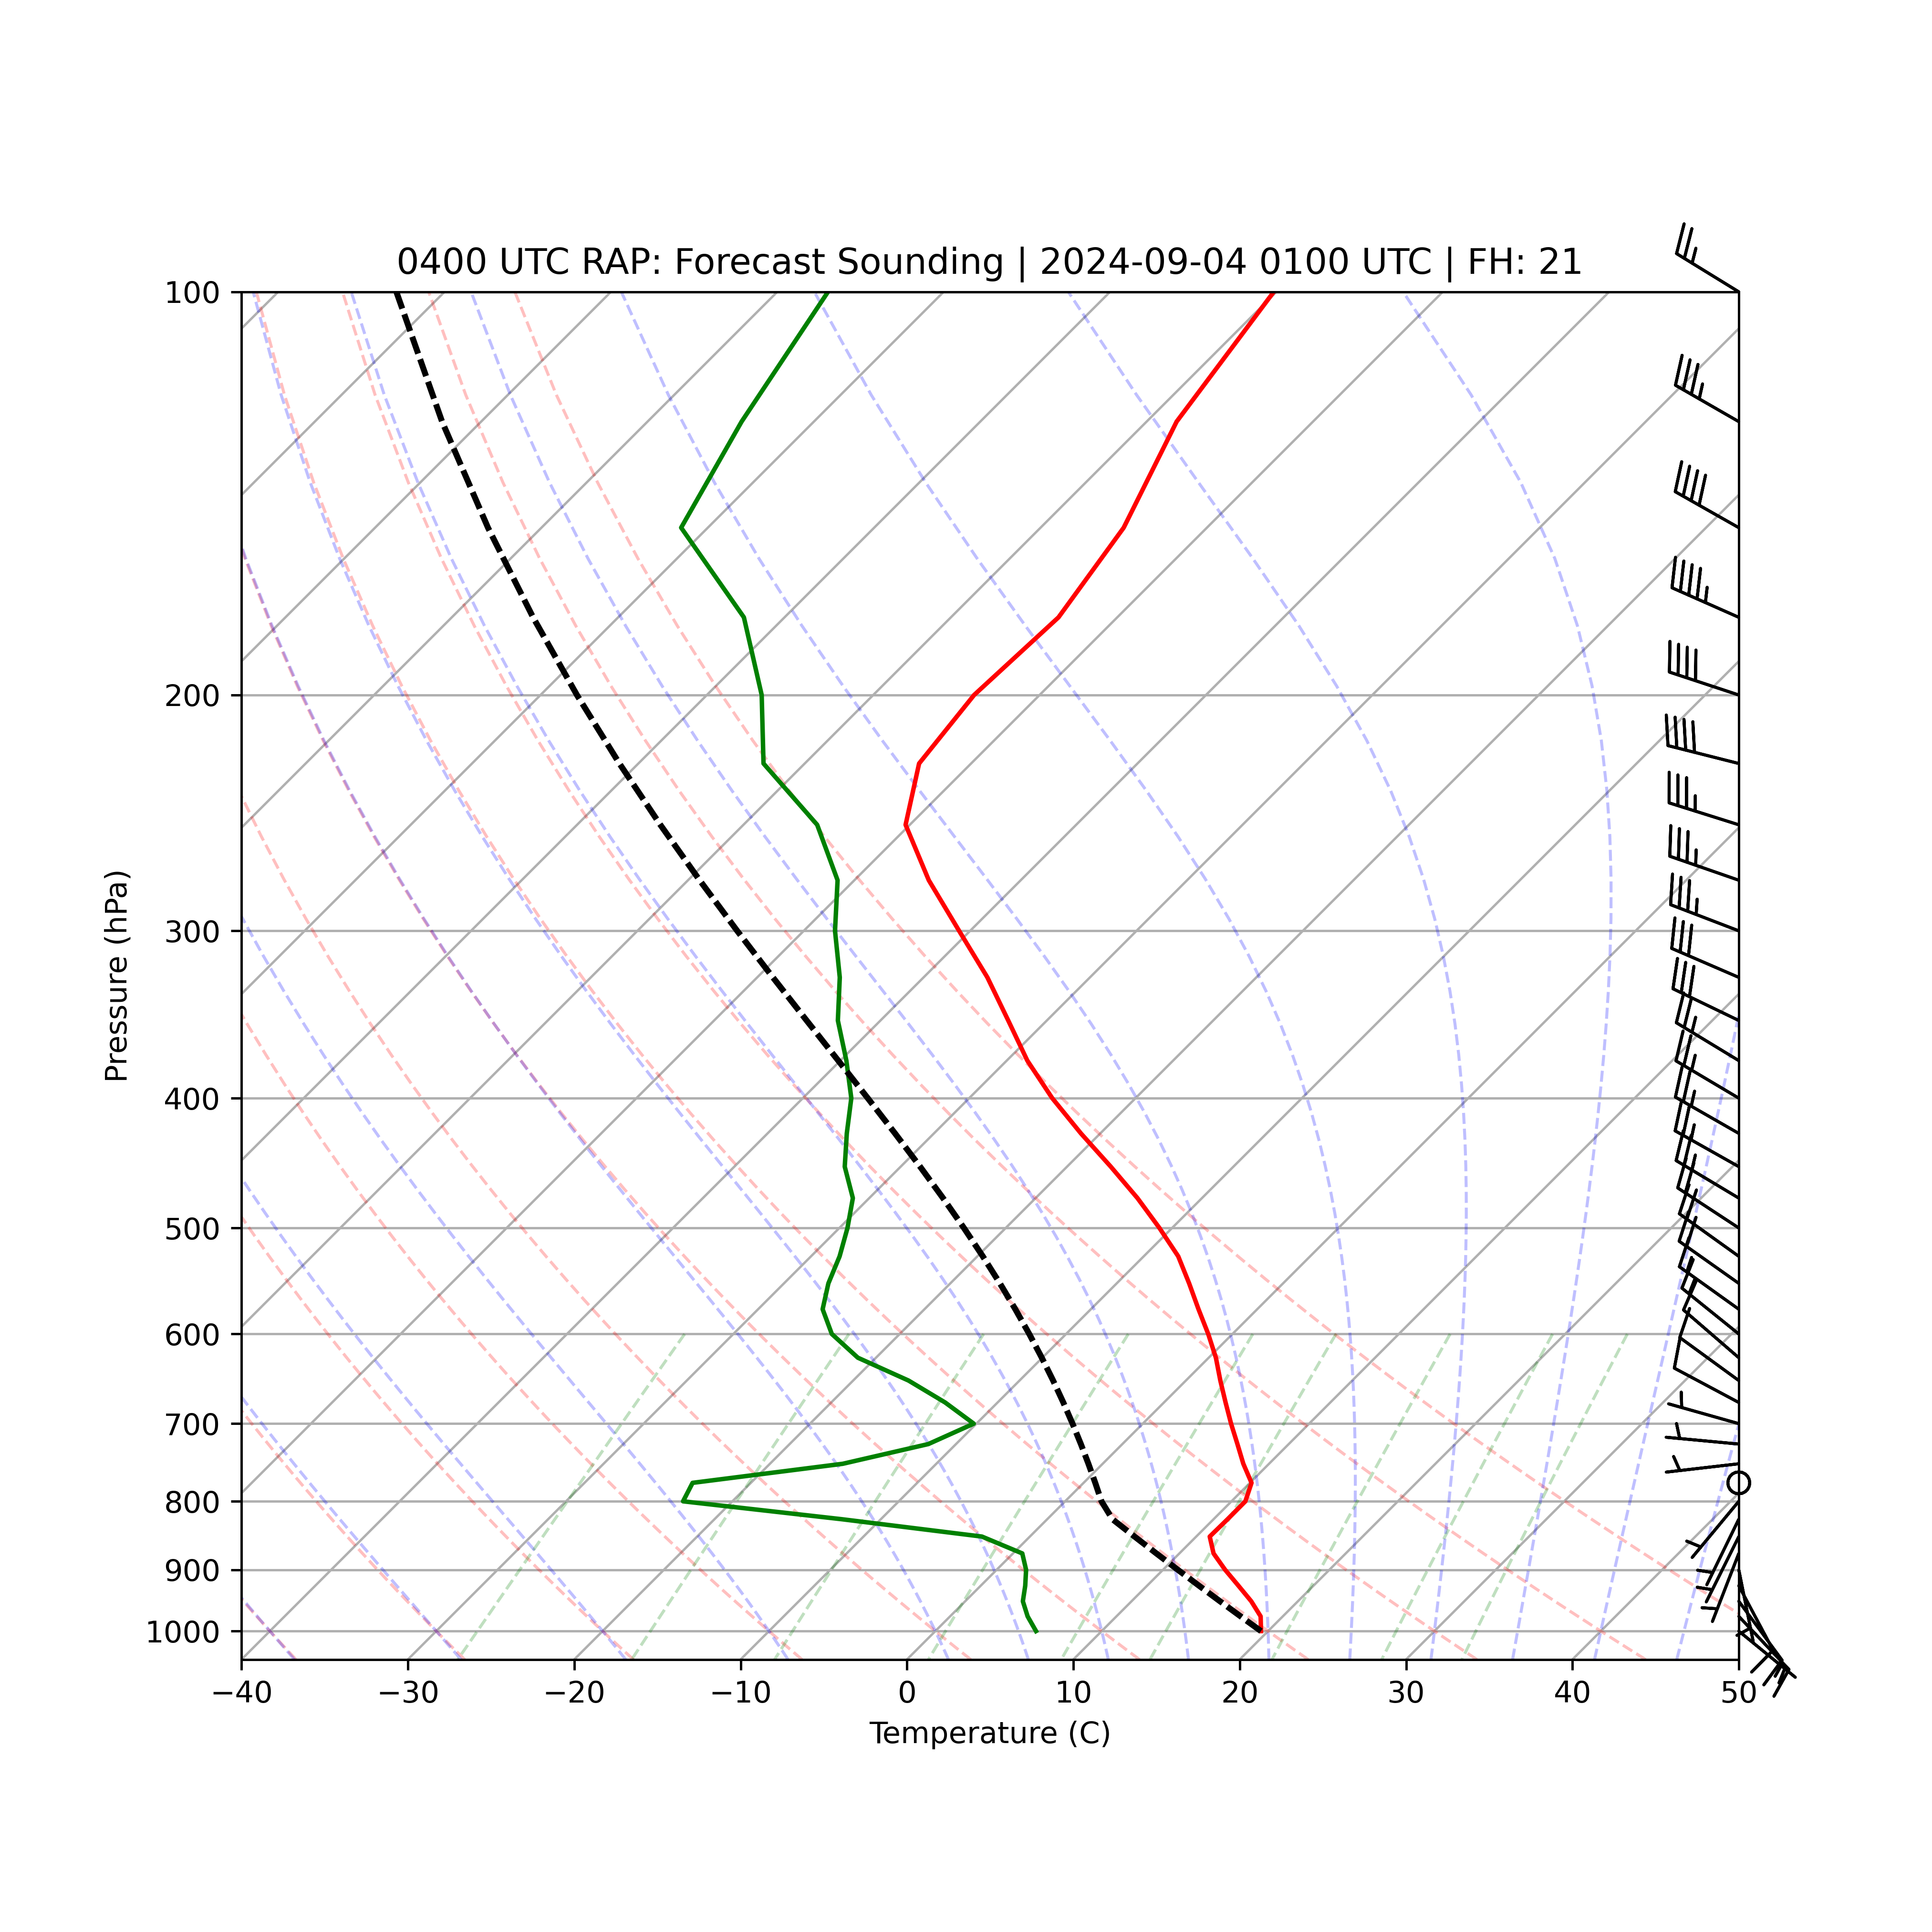 0400 UTC RAP: Forecast Sounding | 2024-09-04 0100 UTC | FH: 21
100
200
300
400
500
600
700
800
900
1000
Pressure (hPa)
−40 −30 −20 −10 0 10 20 30 40 50
Temperature (C)